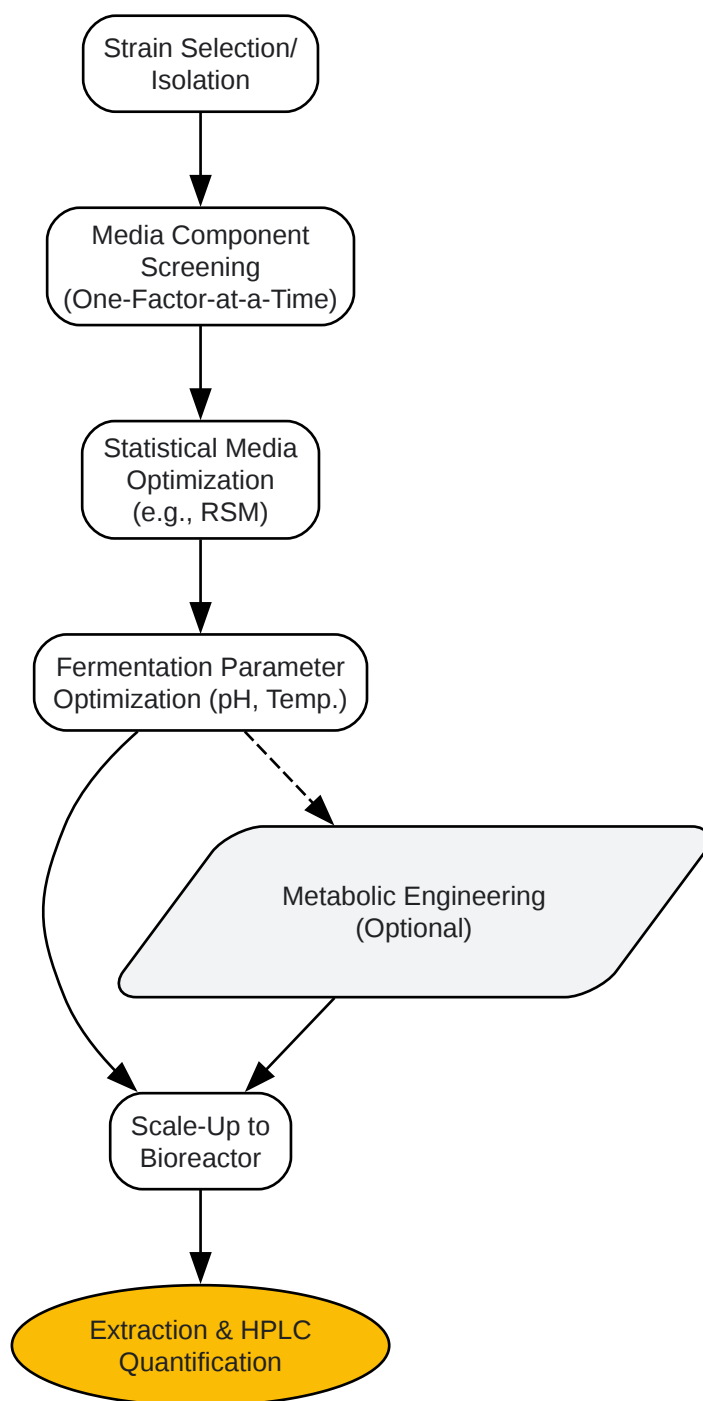 Strain Selection/
Isolation
Media Component
Screening
(One-Factor-at-a-Time)
Statistical Media
Optimization
(e.g., RSM)
Fermentation Parameter
Optimization (pH, Temp.)
Metabolic Engineering
(Optional)
Scale-Up to
Bioreactor
Extraction & HPLC
Quantification